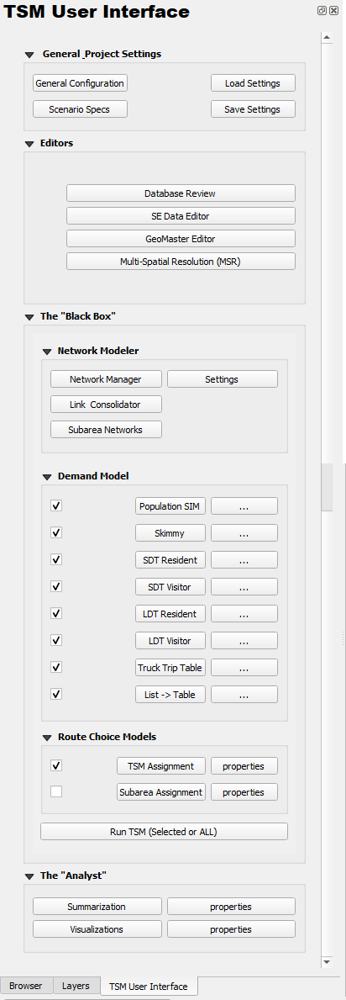 TSM User Interface
General Project Settings
General Configuration Load Settings
Scenario Specs Save Settings
Editors
Database Review
SE Data Editor
GeoMaster Editor
Multi-Spatial Resolution (MSR)
The "Black Box"
Network Modeler
Network Manager Settings
Link Consolidator
Subarea Networks
Demand Model
Population SIM ...
Skimmy ...
SDT Resident ...
SDT Visitor ...
LDT Resident ...
LDT Visitor ...
Truck Trip Table ...
List -> Table ...
Route Choice Models
TSM Assignment properties
Subarea Assignment properties
Run TSM (Selected or ALL)
The "Analyst"
Summarization properties
Visualizations properties
Browser Layers TSM User Interface